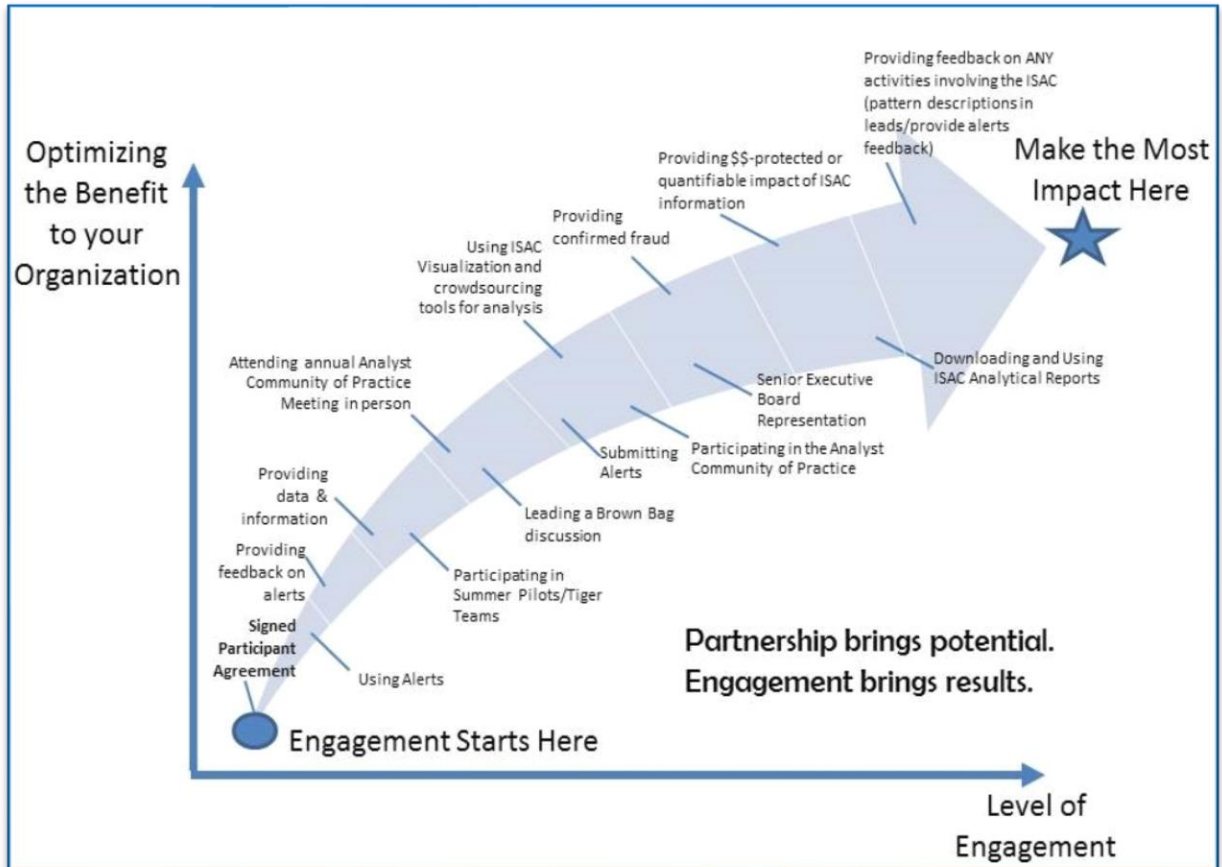 Optimizing
the Benefit
to your
Organization
Providing feedback on ANY
activities involving the ISAC
(pattern descriptions in
leads/provide alerts
feedback)
Make the Most
Impact Here
Providing $$-protected or
quantifiable impact of ISAC
information
Providing
confirmed fraud
Using ISAC
Visualization and
crowdsourcing
tools for analysis
Attending annual Analyst
Community of Practice
Meeting in person
Providing
data &
information
Providing
feedback on
alerts
Signed
Participant
Agreement
Using Alerts
Participating in
Summer Pilots/Tiger
Teams
Leading a Brown Bag
discussion
Submitting
Alerts
Participating in the Analyst
Community of Practice
Senior Executive
Board
Representation
Downloading and Using
ISAC Analytical Reports
Partnership brings potential.
Engagement brings results.
Engagement Starts Here
Level of
Engagement